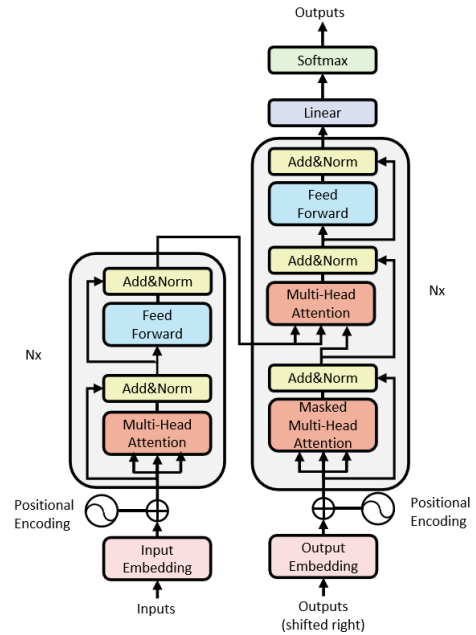 Outputs
Softmax
Linear
Add&Norm
Feed
Forward
Add&Norm
Multi-Head
Attention
Nx
Add&Norm
Masked
Multi-Head
Attention
Add&Norm
Feed
Forward
Nx
Add&Norm
Multi-Head
Attention
Positional
Encoding
Positional
Encoding
Input
Embedding
Output
Embedding
Inputs
Outputs
(shifted right)